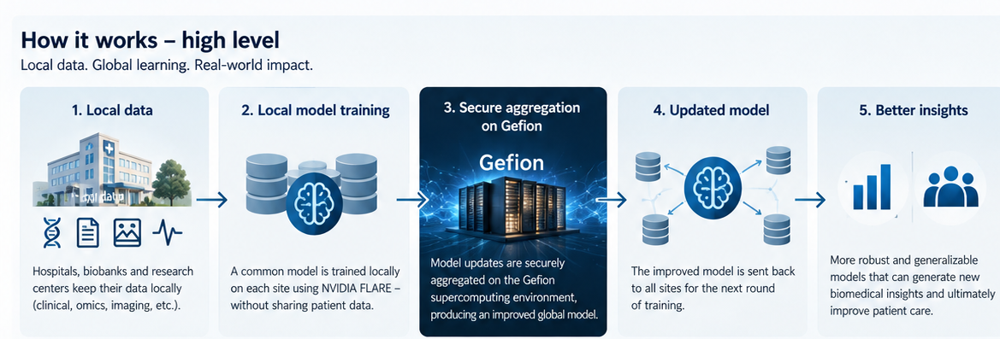 How it works – high level
Local data. Global learning. Real-world impact.
1. Local data
Hospitals, biobanks and research
centers keep their data locally
(clinical, omics, imaging, etc.).
2. Local model training
A common model is trained locally
on each site using NVIDIA FLARE –
without sharing patient data.
3. Secure aggregation
on Gefion
Gefion
Model updates are securely
aggregated on the Gefion
supercomputing environment,
producing an improved global model.
4. Updated model
The improved model is sent back
to all sites for the next round
of training.
5. Better insights
More robust and generalizable
models that can generate new
biomedical insights and ultimately
improve patient care.